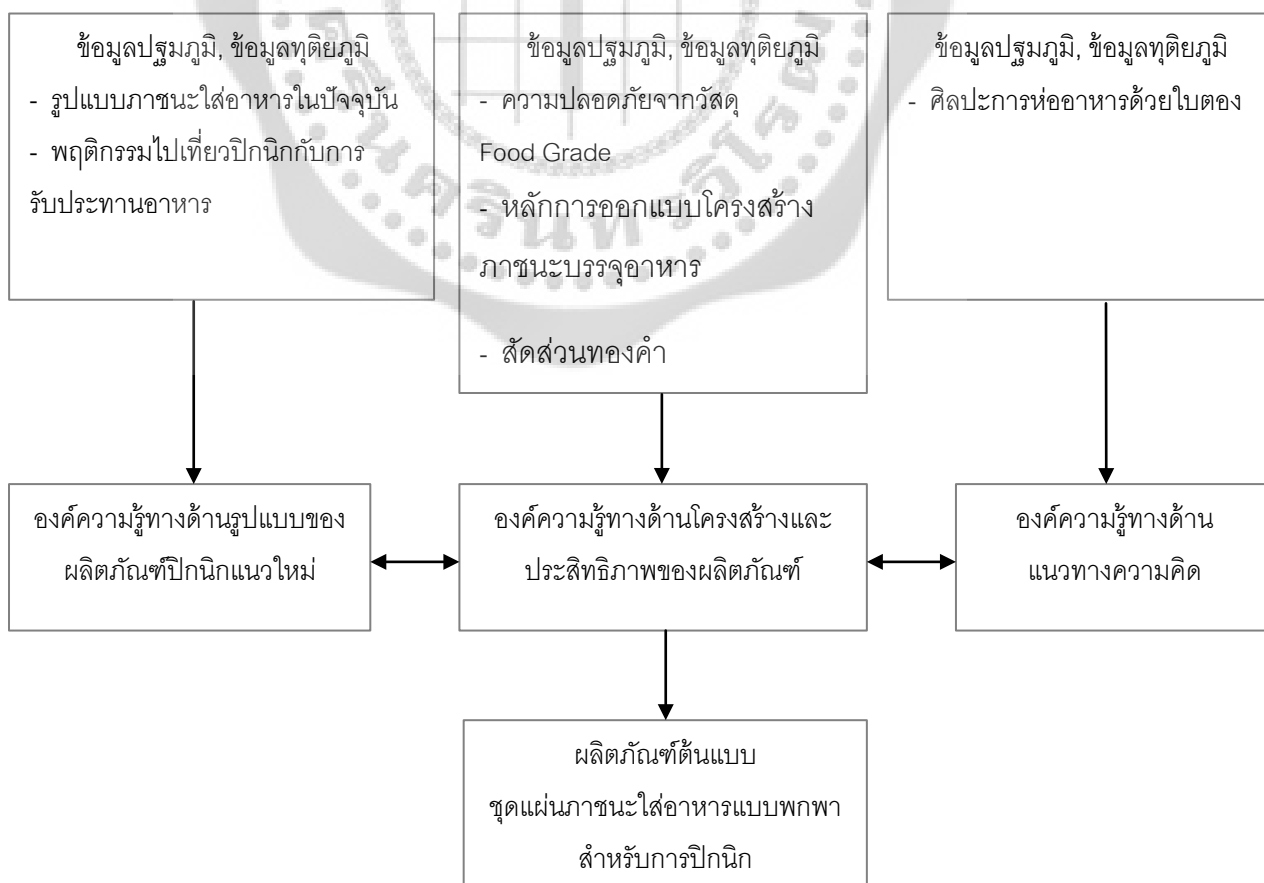 ข้อมูลปฐมภูมิ, ข้อมูลทุติยภูมิ
- รูปแบบภาชนะใส่อาหารในปัจจุบัน
- พฤติกรรมไปเที่ยวปิกนิกกับการ
รับประทานอาหาร
ข้อมูลปฐมภูมิ, ข้อมูลทุติยภูมิ
- ความปลอดภัยจากวัสดุ
Food Grade
- หลักการออกแบบโครงสร้าง
ภาชนะบรรจุอาหาร
- สัดส่วนทองคำ
ข้อมูลปฐมภูมิ, ข้อมูลทุติยภูมิ
- ศิลปะการห่ออาหารด้วยใบตอง
องค์ความรู้ทางด้านรูปแบบของ
ผลิตภัณฑ์ปิกนิกแนวใหม่
องค์ความรู้ทางด้านโครงสร้างและ
ประสิทธิภาพของผลิตภัณฑ์
องค์ความรู้ทางด้าน
แนวทางความคิด
ผลิตภัณฑ์ต้นแบบ
ชุดแผ่นภาชนะใส่อาหารแบบพกพา
สำหรับการปิกนิก